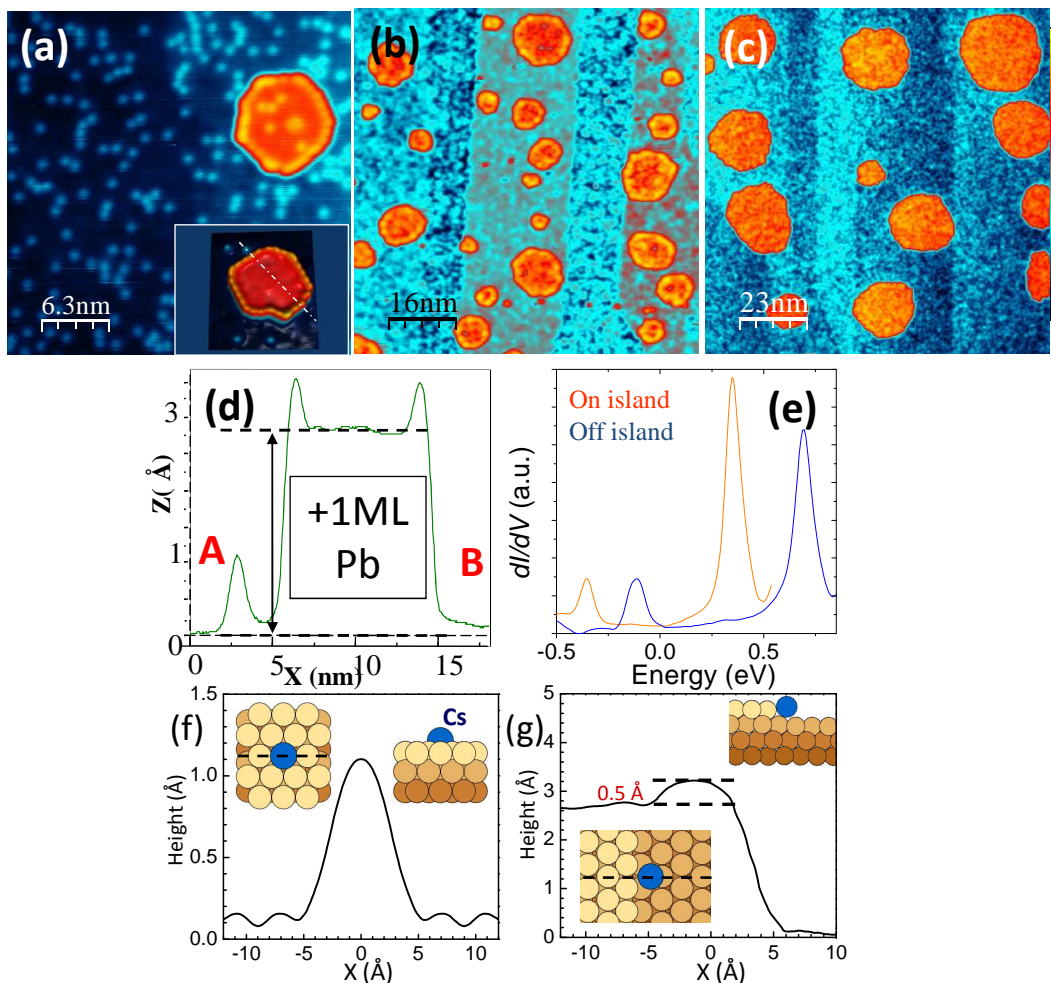 (a)
6.3nm
(b)
16nm
(c)
23nm
(d)
Z( Å)
3
1
0
A
+1ML
Pb
B
0
5
10
15
X (nm)
(e)
On island
Off island
dI/dV (a.u.)
-0.5
0.0
0.5
Energy (eV)
(f)
Cs
Height (Å)
1.5
1.0
0.5
0.0
-10
-5
0
5
10
X (Å)
(g)
0.5 Å
Height (Å)
5
4
3
2
1
0
-10
-5
0
5
10
X (Å)